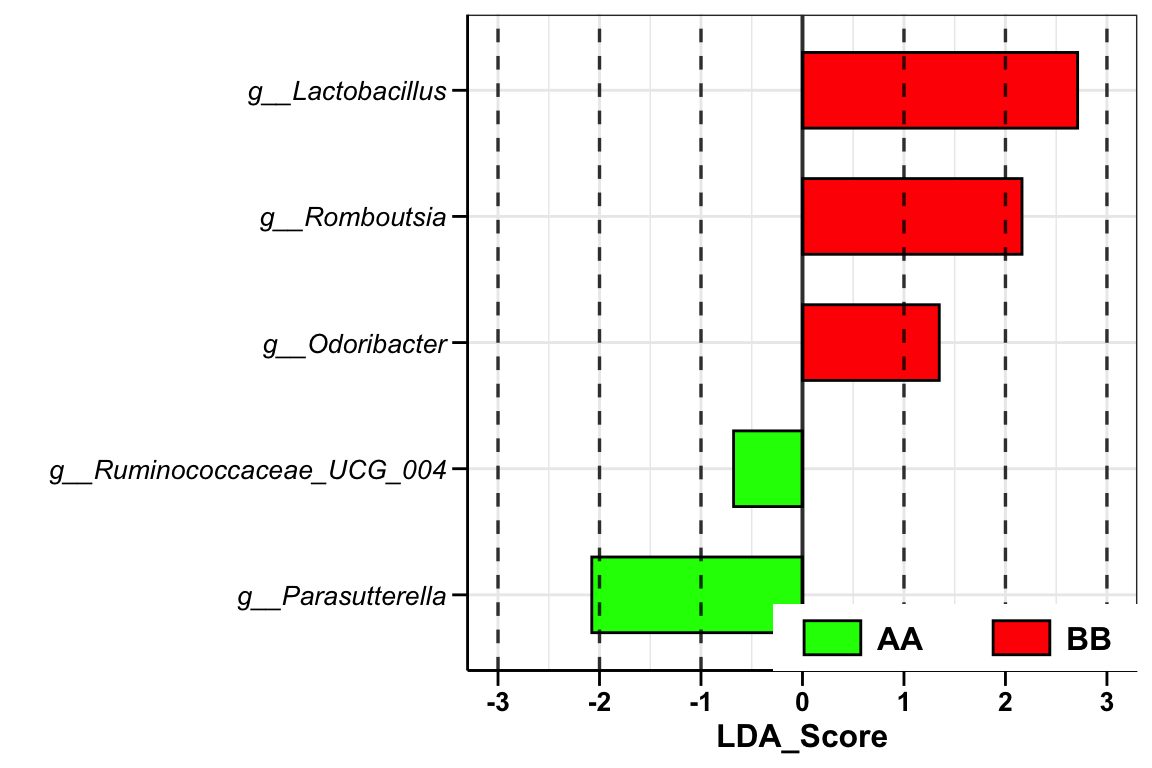 g__Lactobacillus
g__Romboutsia
g__Odoribacter
g__Ruminococcaceae_UCG_004
g__Parasutterella
AA BB
-3 -2 -1 0 1 2 3
LDA_Score